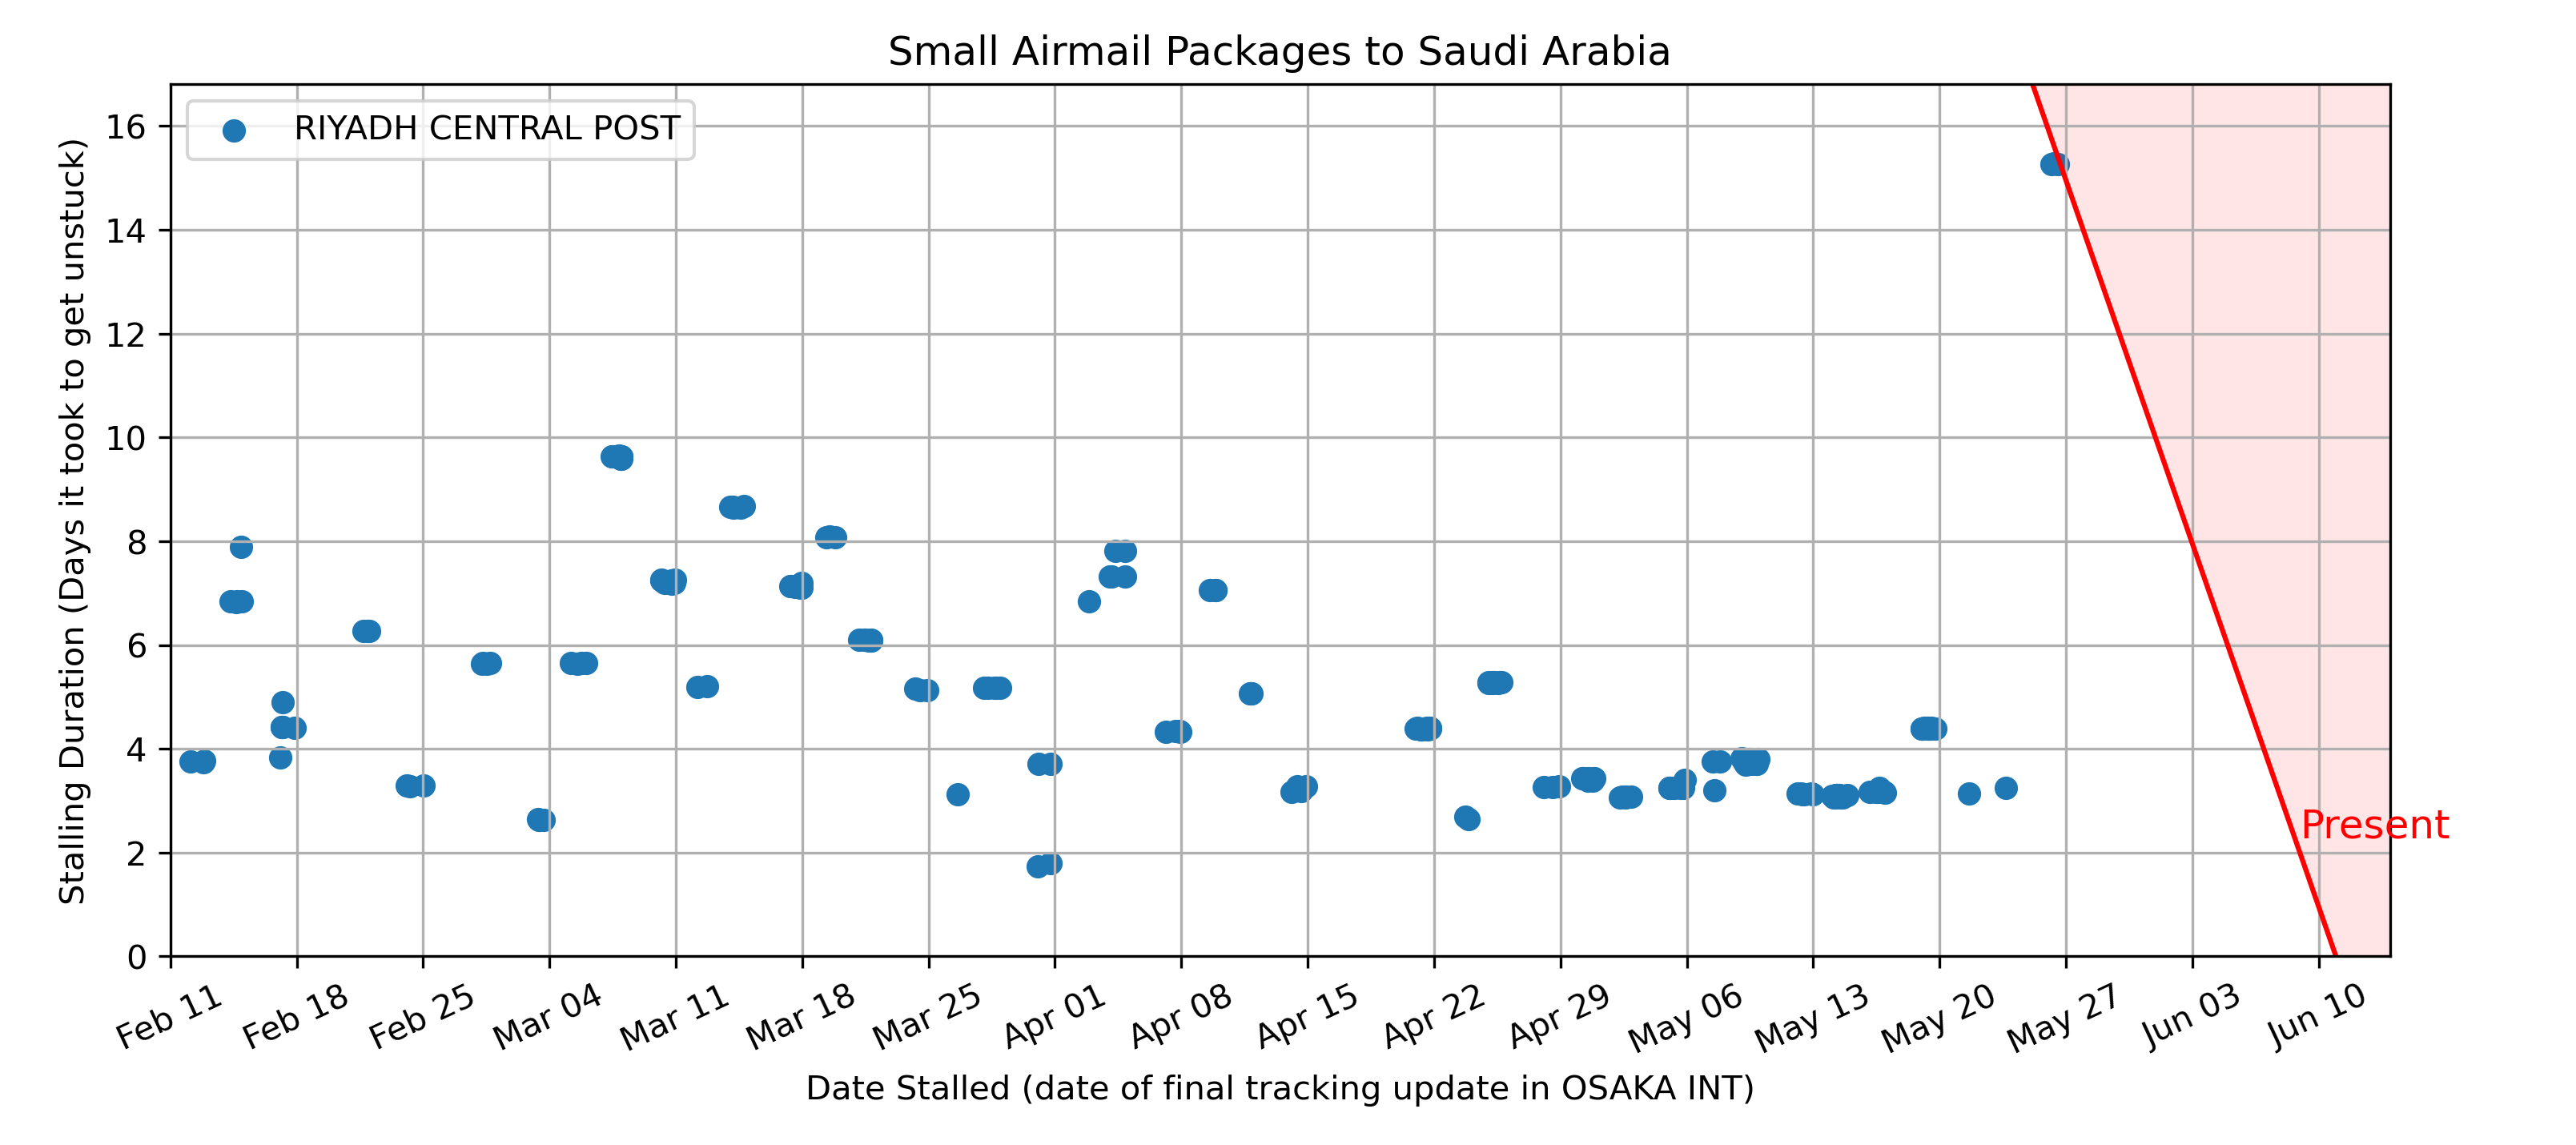 Small Airmail Packages to Saudi Arabia
RIYADH CENTRAL POST
Stalling Duration (Days it took to get unstuck)
16
14
12
10
8
6
4
2
0
Present
Feb 11 Feb 18 Feb 25 Mar 04 Mar 11 Mar 18 Mar 25 Apr 01 Apr 08 Apr 15 Apr 22 Apr 29 May 06 May 13 May 20 May 27 Jun 03 Jun 10
Date Stalled (date of final tracking update in OSAKA INT)